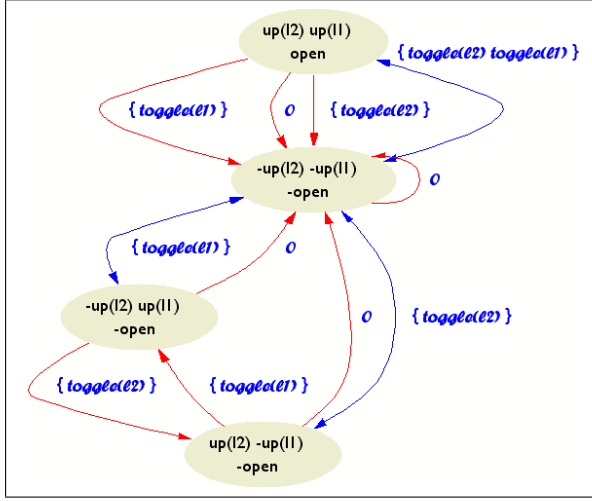 up(l2) up(l1)
open
{ toggle(l2) toggle(l1) }
{ toggle(l1) }
0
{ toggle(l2) }
-up(l2) -up(l1)
-open
0
{ toggle(l1) }
0
-up(l2) up(l1)
-open
0
{ toggle(l2) }
{ toggle(l2) }
{ toggle(l1) }
up(l2) -up(l1)
-open